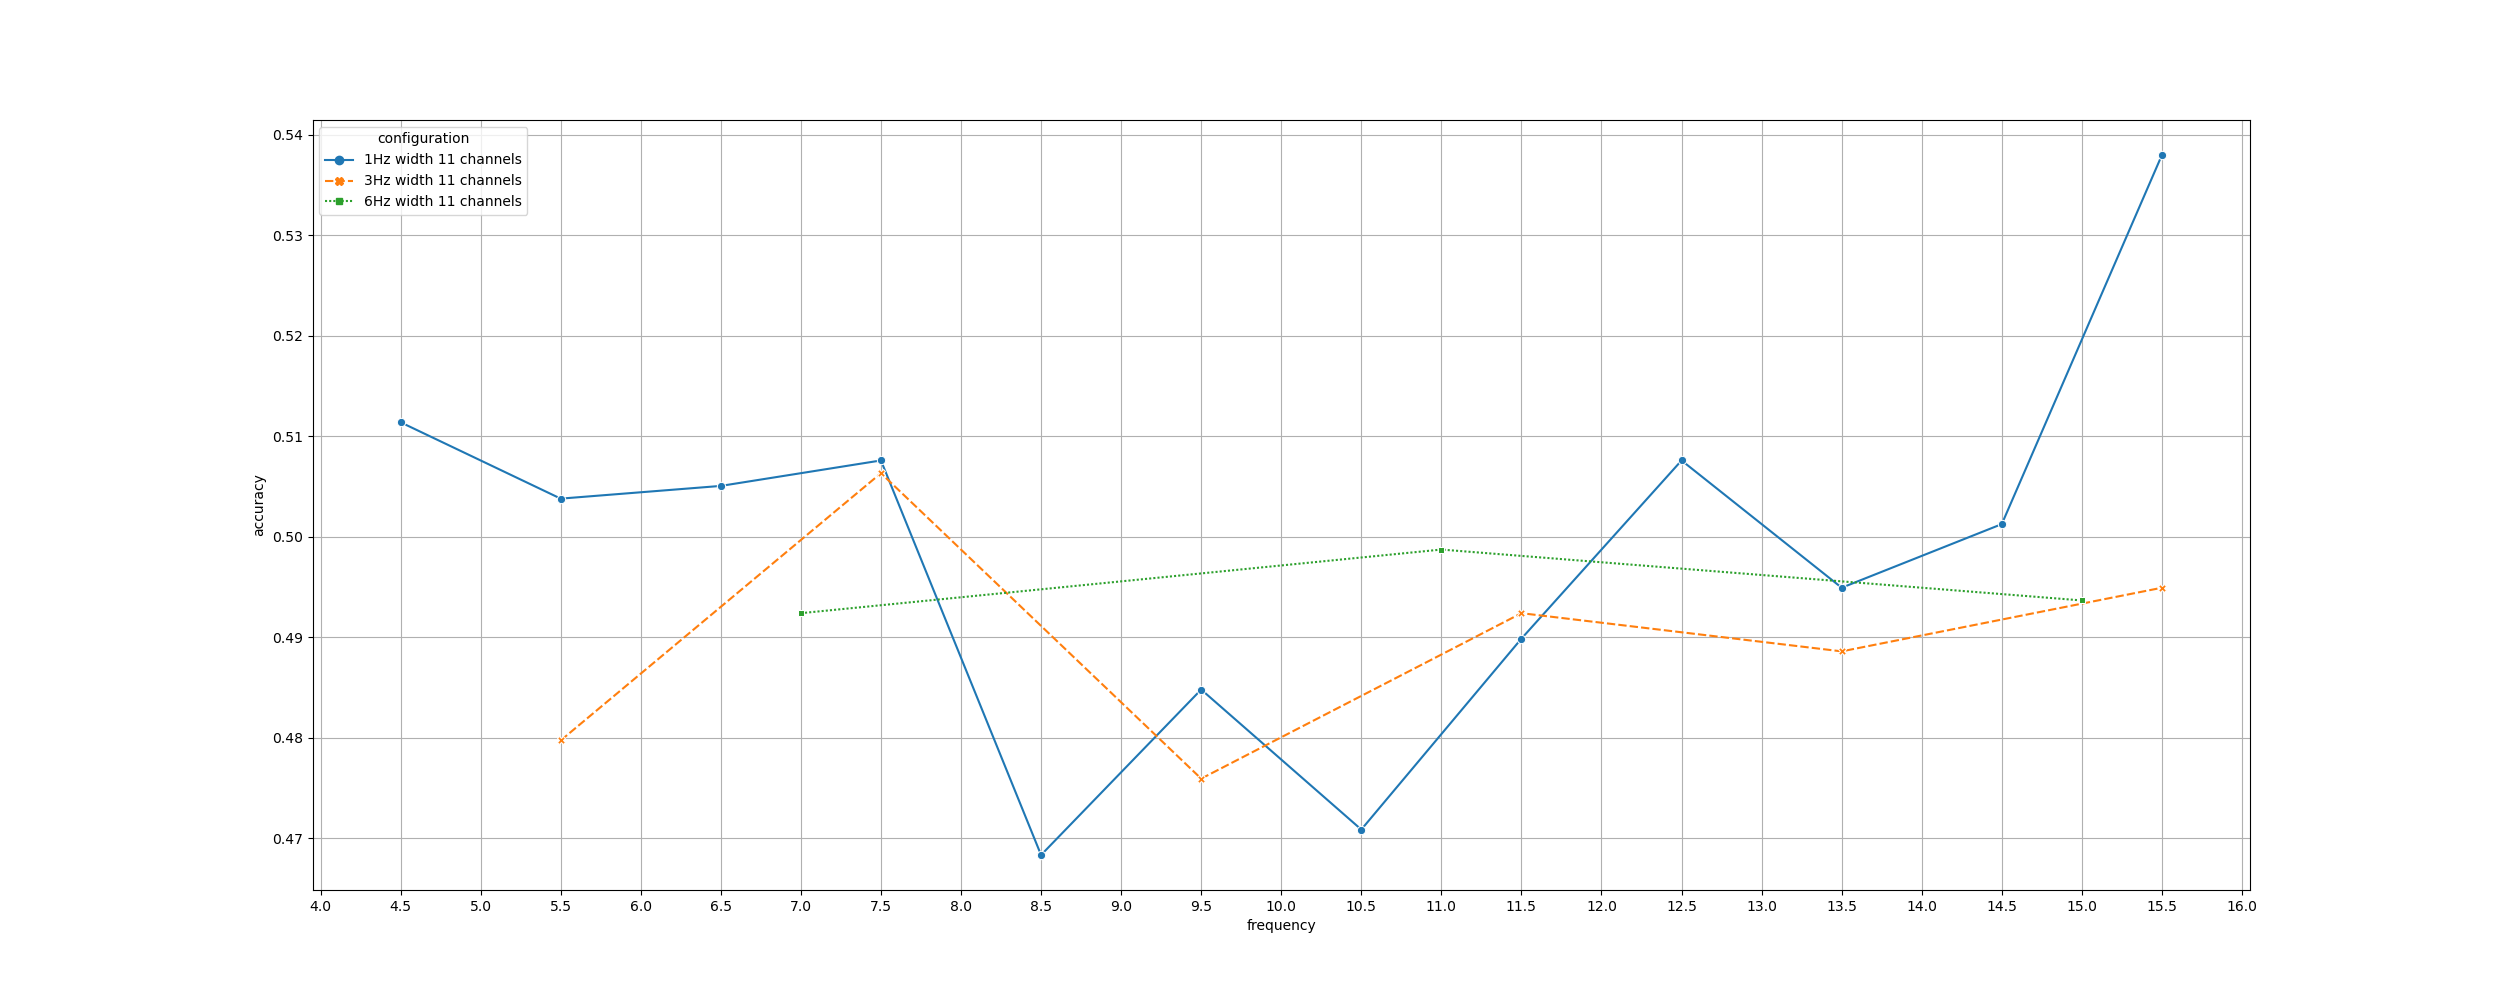 configuration
1Hz width 11 channels
3Hz width 11 channels
6Hz width 11 channels
0.54
0.53
0.52
0.51
0.50
0.49
0.48
0.47
accuracy
4.0 4.5 5.0 5.5 6.0 6.5 7.0 7.5 8.0 8.5 9.0 9.5 10.0 10.5 11.0 11.5 12.0 12.5 13.0 13.5 14.0 14.5 15.0 15.5 16.0
frequency